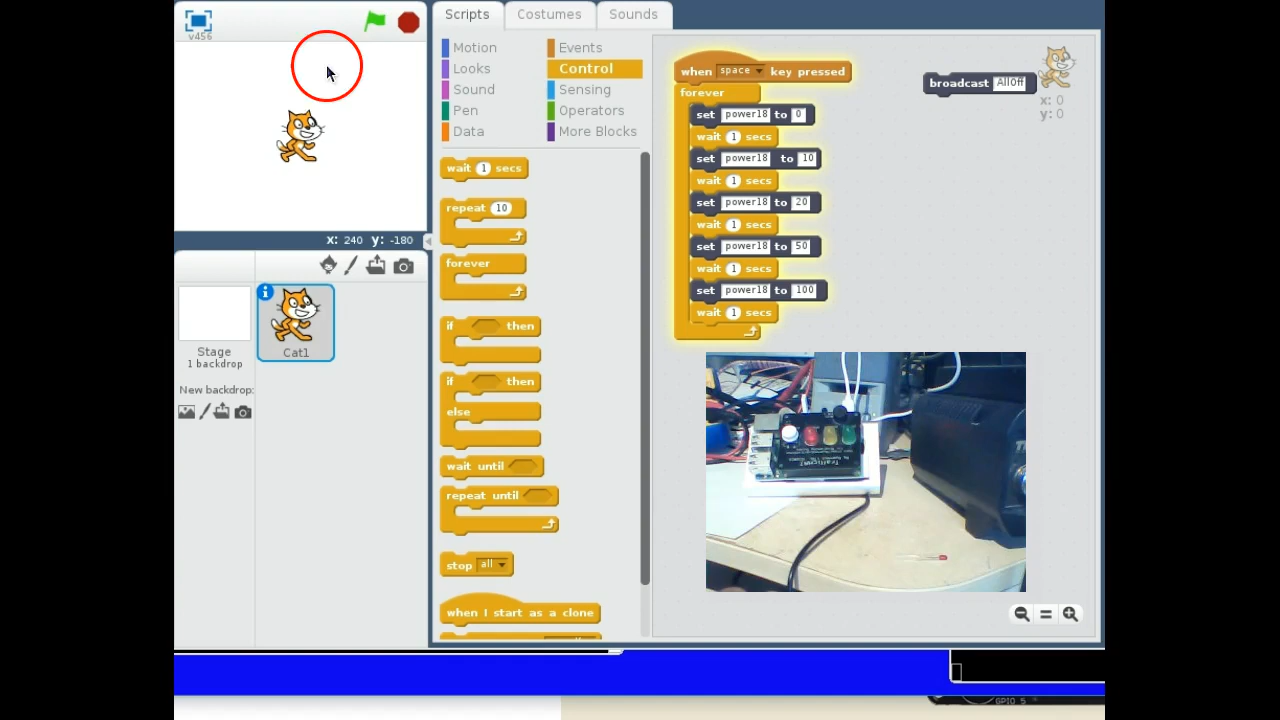 v456
x: 240 y: -180
Stage
1 backdrop
New backdrop:
Cat1
Scripts
Costumes
Sounds
Motion
Looks
Sound
Pen
Data
Events
Control
Sensing
Operators
More Blocks
wait 1 secs
repeat 10
forever
if then
if then
else
wait until
repeat until
stop all
when I start as a clone
when space key pressed
forever
set power18 to 0
wait 1 secs
set power18 to 10
wait 1 secs
set power18 to 20
wait 1 secs
set power18 to 50
wait 1 secs
set power18 to 100
wait 1 secs
broadcast Alloff
x: 0
y: 0
GPIO 5